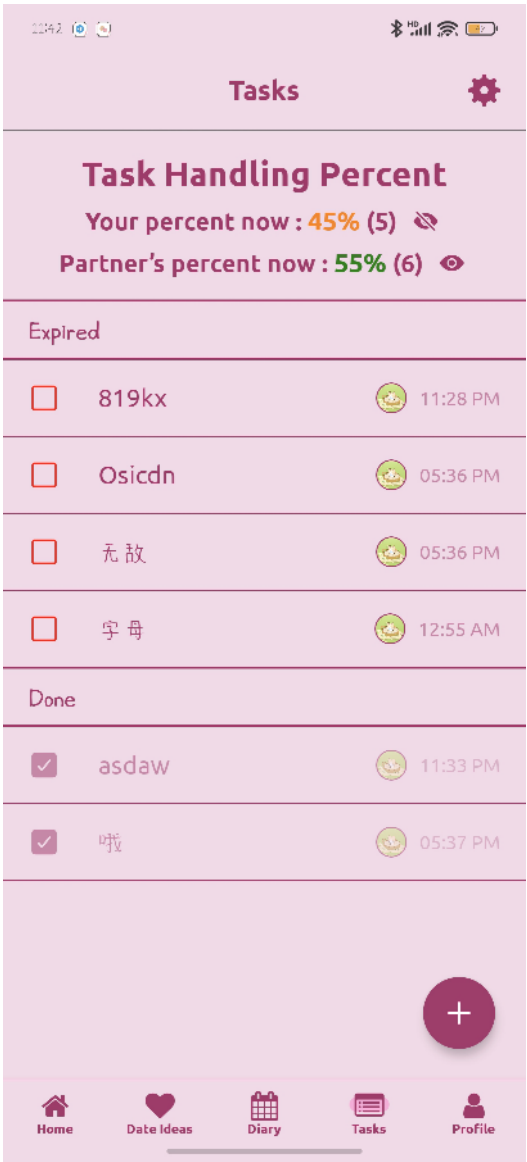 Tasks
Task Handling Percent
Your percent now : 45% (5)
Partner's percent now : 55% (6)
Expired
819kx 11:28 PM
Osicdn 05:36 PM
无敌 05:36 PM
字母 12:55 AM
Done
asdaw 11:33 PM
哦 05:37 PM
Home Date Ideas Diary Tasks Profile